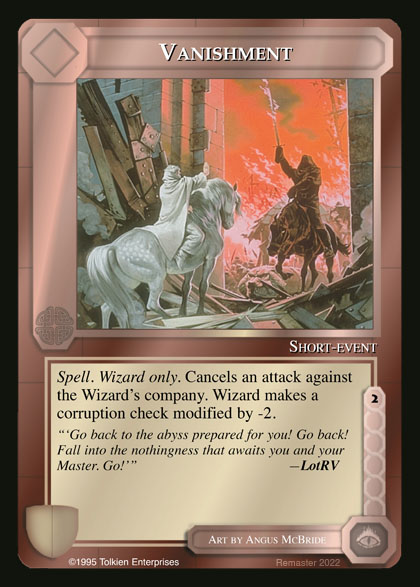 Vanishment
Short-event
Spell. Wizard only. Cancels an attack against
the Wizard's company. Wizard makes a
corruption check modified by -2.
2
“‘Go back to the abyss prepared for you! Go back!
Fall into the nothingness that awaits you and your
Master. Go!’” –LotRV
Art by Angus McBride
©1995 Tolkien Enterprises
Remaster 2022